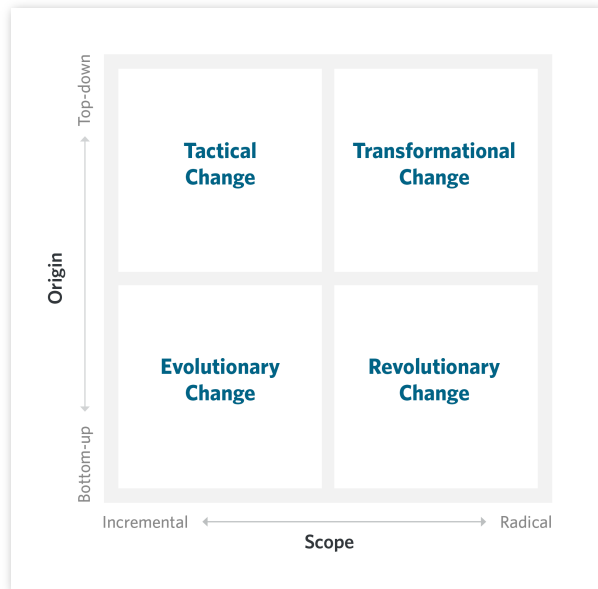 Top-down
Tactical
Change
Transformational
Change
Origin
Evolutionary
Change
Revolutionary
Change
Bottom-up
Incremental
Radical
Scope